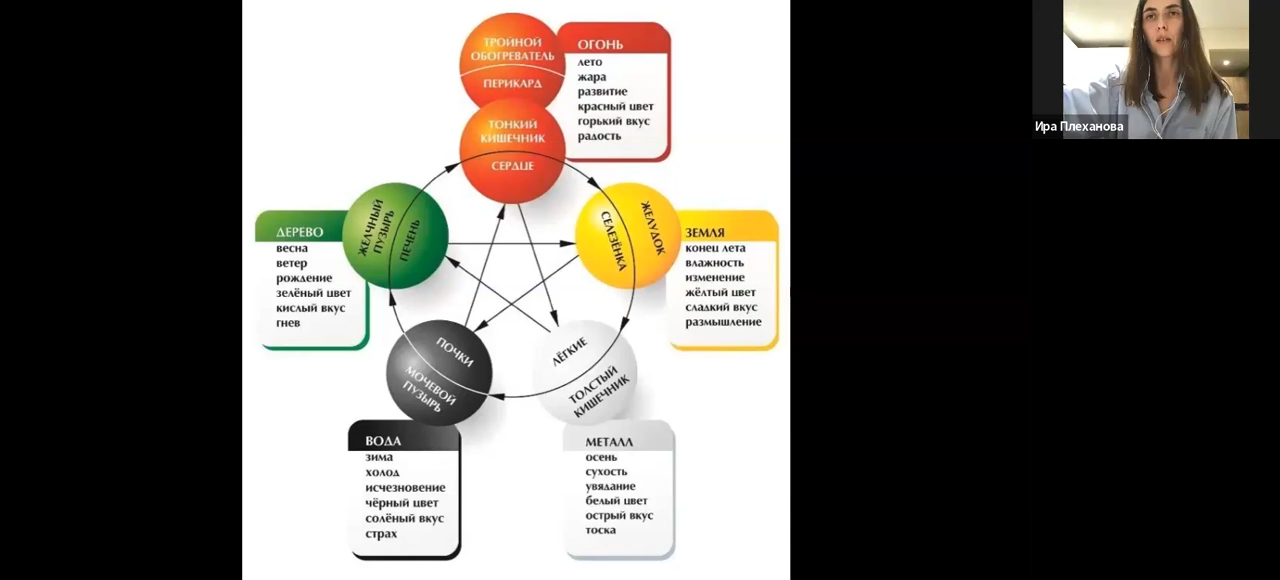 ТРОЙНОЙ
ОБОГРЕВАТЕЛЬ
ПЕРИКАРД
ТОНКИЙ
КИШЕЧНИК
СЕРДЦЕ
ОГОНЬ
лето
жара
развитие
красный цвет
горький вкус
радость
Ира Плеханова
ДЕРЕВО
весна
ветер
рождение
зелёный цвет
кислый вкус
гнев
ЖЕЛЧНЫЙ
ПУЗЫРЬ
ПЕЧЕНЬ
СЕЛЕЗЁНКА
ЖЕЛУДОК
ЗЕМЛЯ
конец лета
влажность
изменение
жёлтый цвет
сладкий вкус
размышление
ПОЧКИ
МОЧЕВОЙ
ПУЗЫРЬ
ЛЁГКИЕ
ТОЛСТЫЙ
КИШЕЧНИК
ВОДА
зима
холод
исчезновение
чёрный цвет
солёный вкус
страх
МЕТАЛЛ
осень
сухость
увядание
белый цвет
острый вкус
тоска